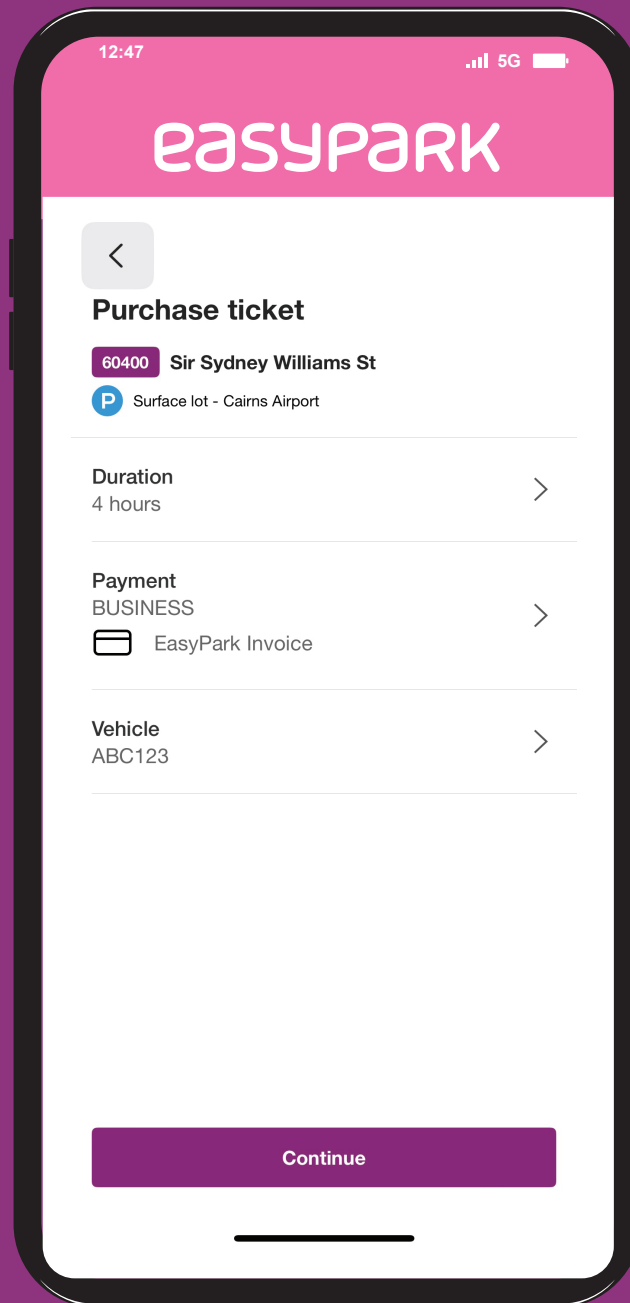 12:47
5G
easypark
Purchase ticket
60400 Sir Sydney Williams St
P Surface lot - Cairns Airport
Duration
4 hours
Payment
BUSINESS
EasyPark Invoice
Vehicle
ABC123
Continue